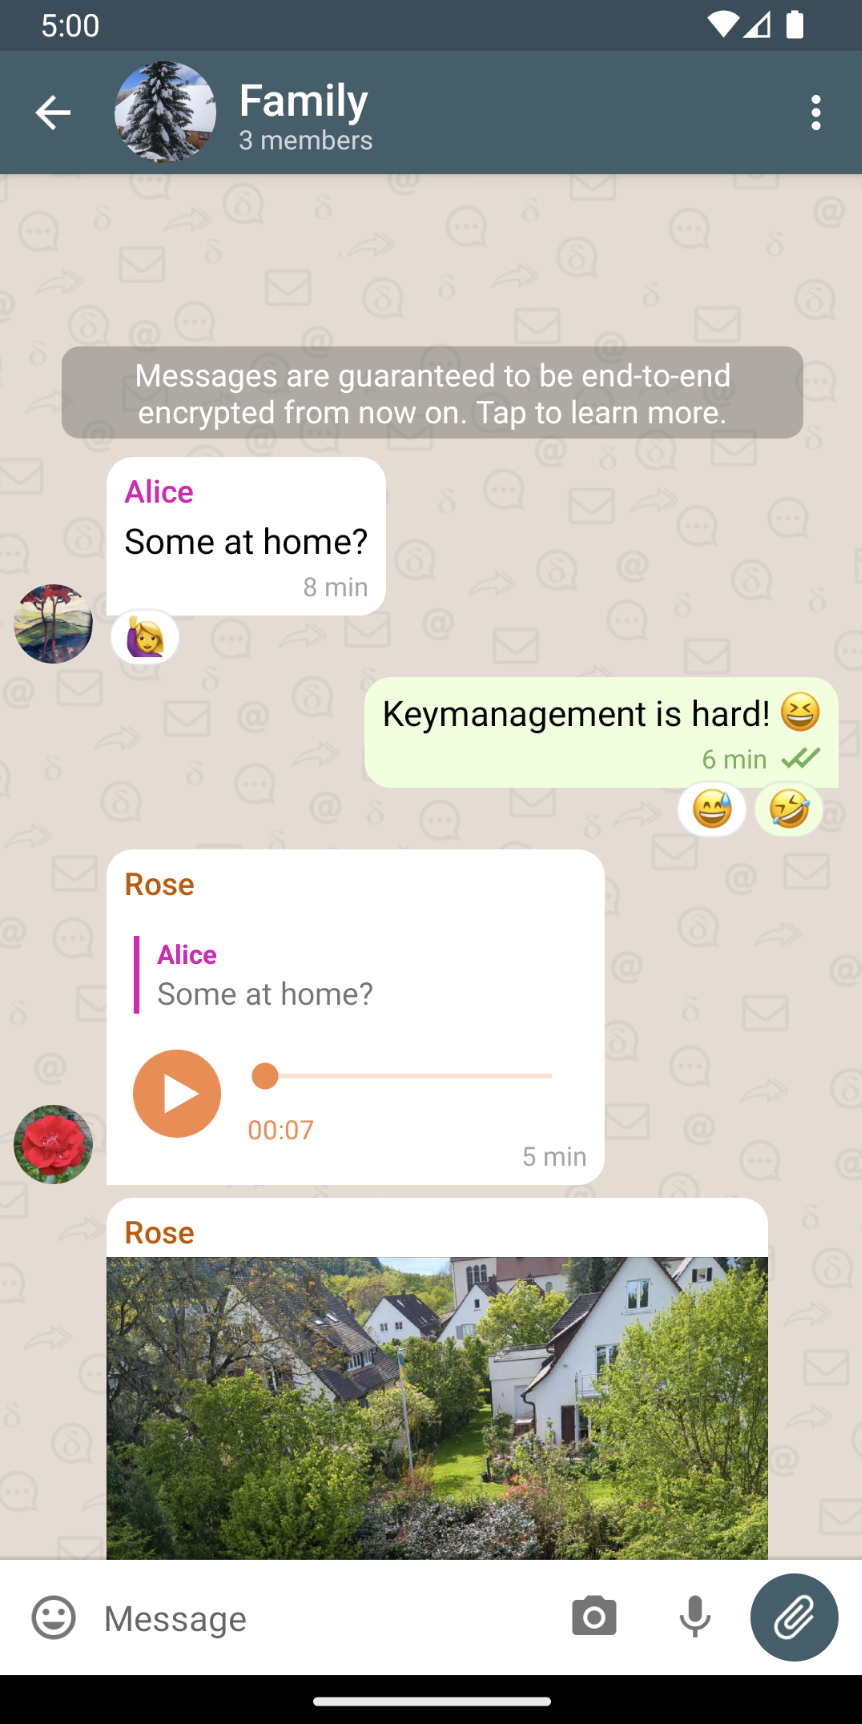 5:00
Family
3 members
Messages are guaranteed to be end-to-end
encrypted from now on. Tap to learn more.
Alice
Some at home?
8 min
🙋‍♀️
Keymanagement is hard! 😆
6 min
😅 🤣
Rose
Alice
Some at home?
00:07
5 min
Rose
Message